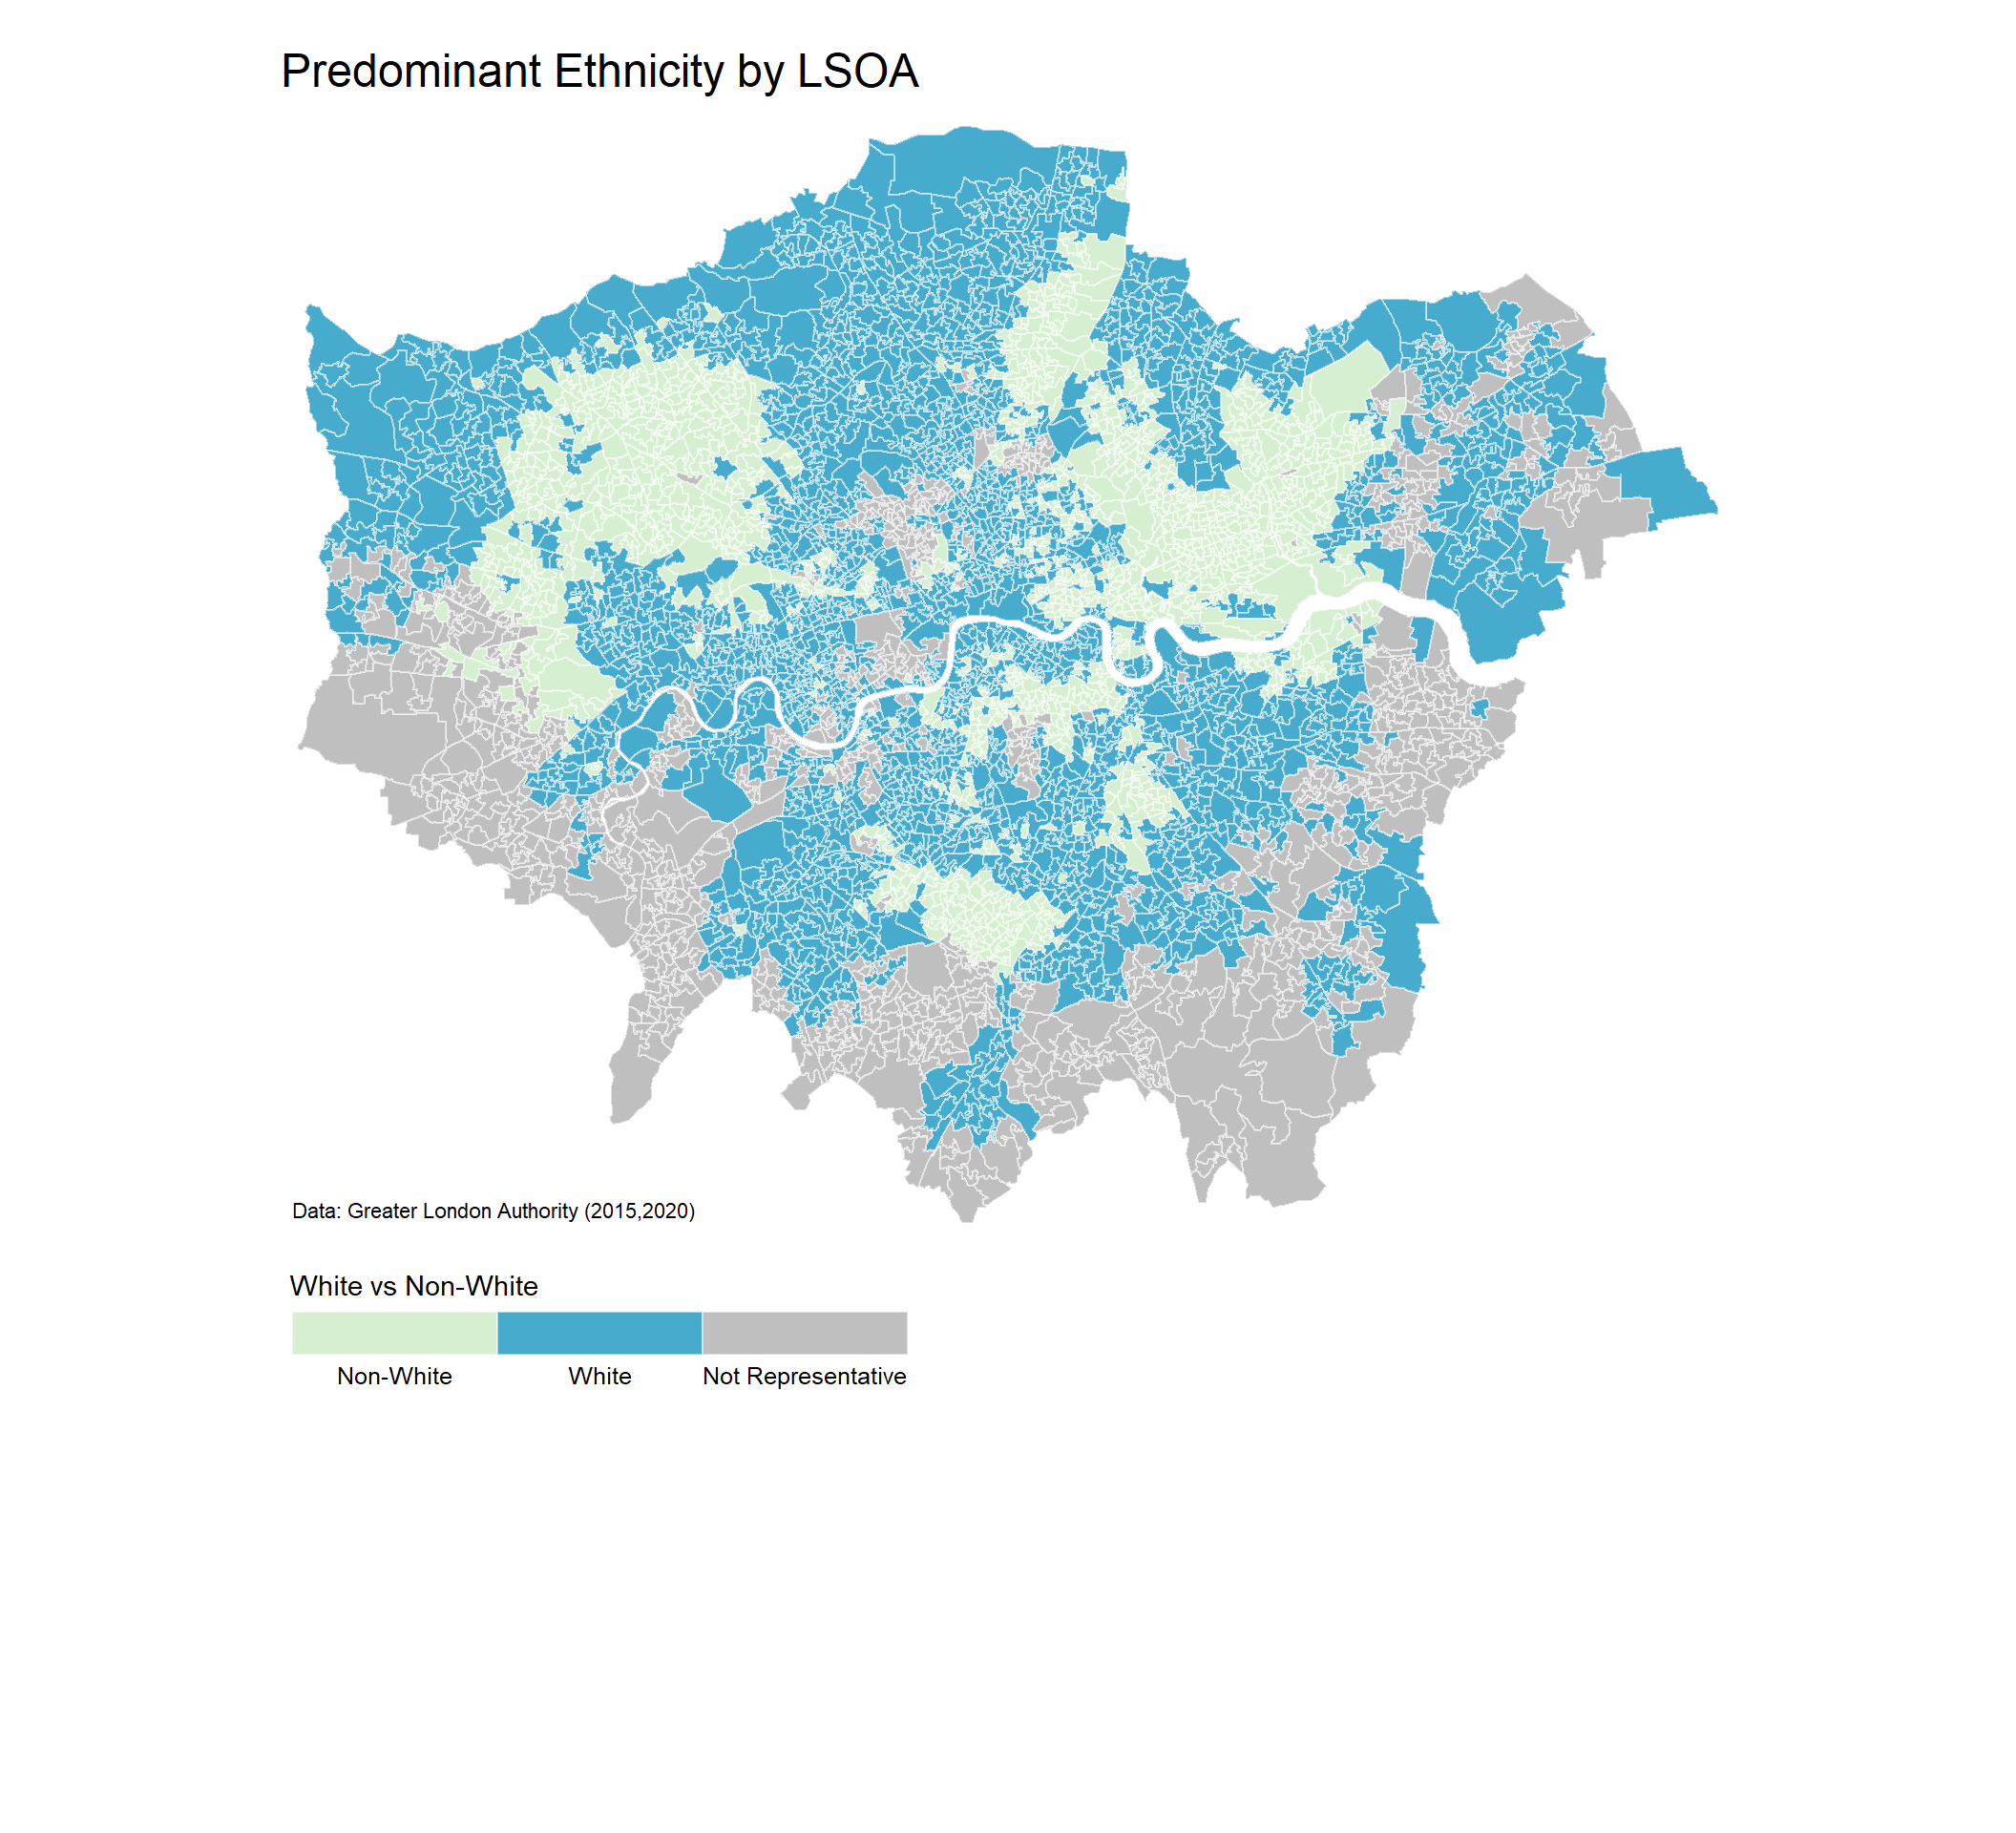 Predominant Ethnicity by LSOA
Data: Greater London Authority (2015,2020)
White vs Non-White
Non-White White Not Representative